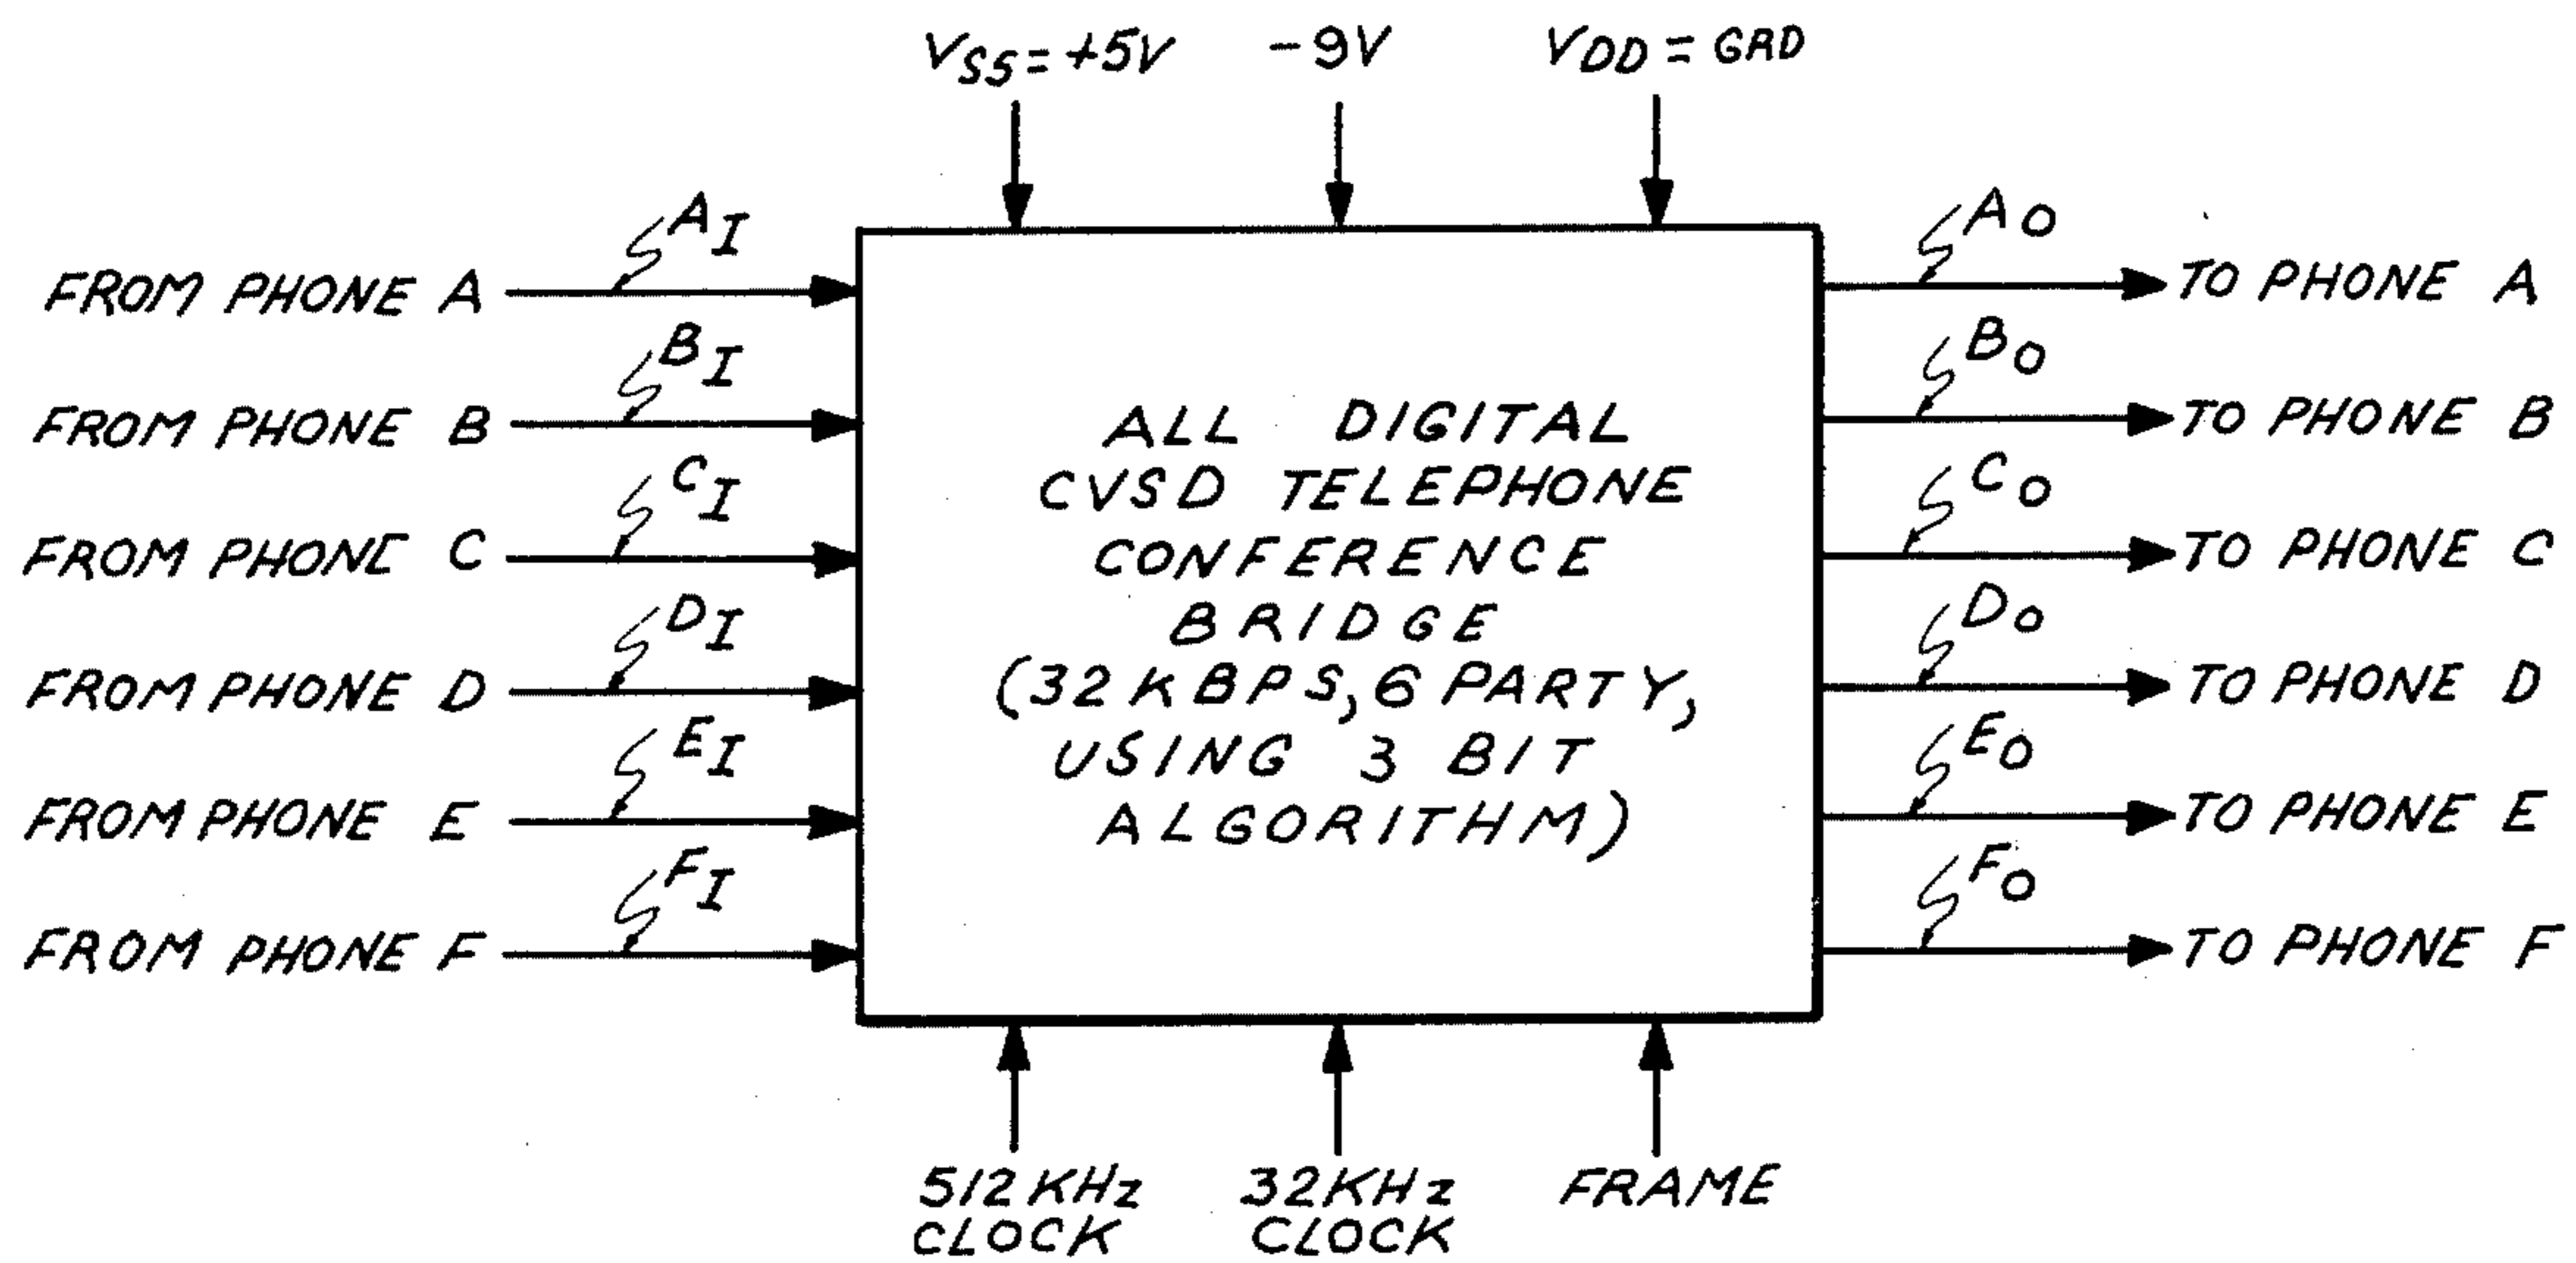 VSS = +5V
-9V
VDD = GRD
AI
FROM PHONE A
BI
FROM PHONE B
CI
FROM PHONE C
DI
FROM PHONE D
EI
FROM PHONE E
FI
FROM PHONE F
ALL DIGITAL
CVSD TELEPHONE
CONFERENCE
BRIDGE
(32 KBPS, 6 PARTY,
USING 3 BIT
ALGORITHM)
AO
TO PHONE A
BO
TO PHONE B
CO
TO PHONE C
DO
TO PHONE D
EO
TO PHONE E
FO
TO PHONE F
512 KHz
CLOCK
32 KHz
CLOCK
FRAME